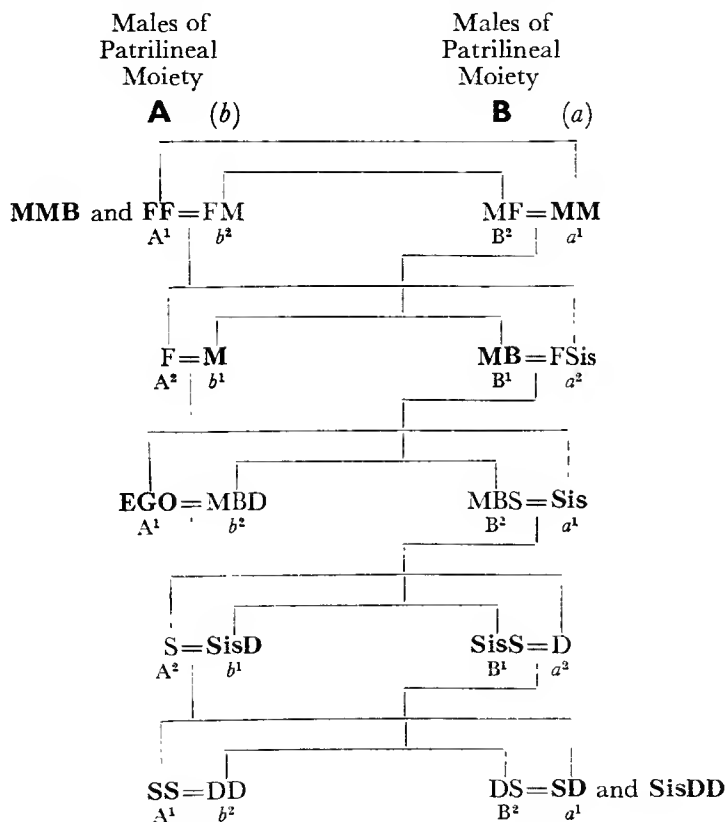 Males of Patrilineal Moiety
Males of Patrilineal Moiety
A (b) B (a)
MMB and FF=FM MF=MM
A¹ b² B² a¹
F=M MB=FSis
A² b¹ B¹ a²
EGO=MBD MBS=Sis
A¹ b² B² a¹
S=SisD SisS=D
A² b¹ B¹ a²
SS=DD DS=SD and SisDD
A¹ b² B² a¹